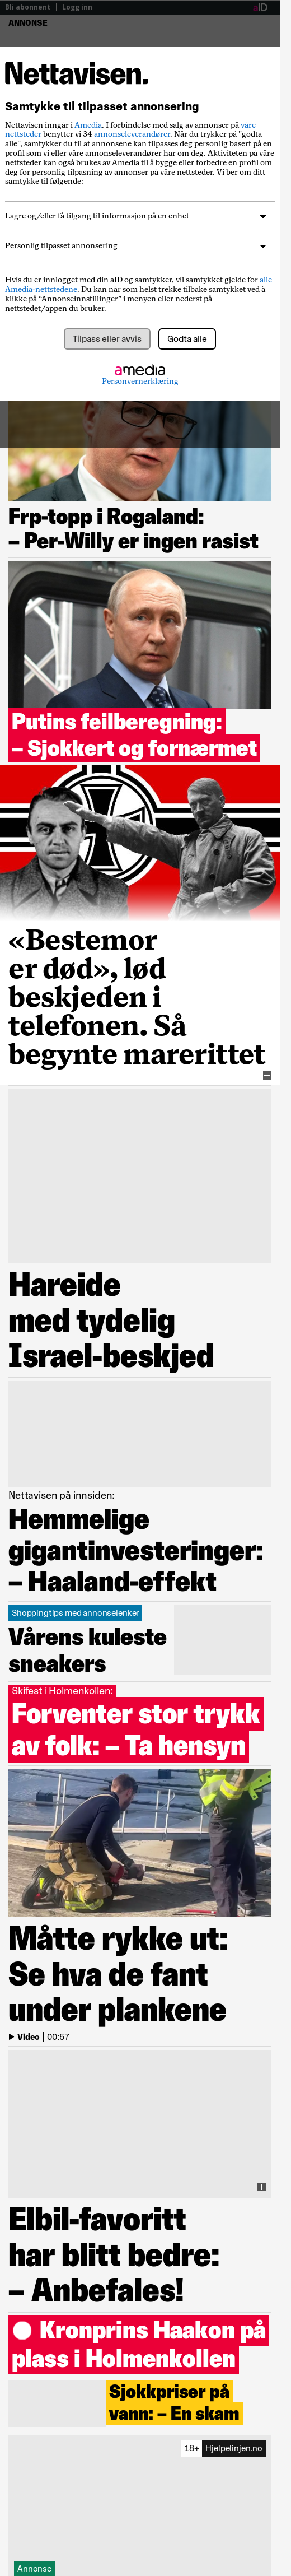 Bli abonnent | Logg inn
aID
ANNONSE
Nettavisen.
Samtykke til tilpasset annonsering
Nettavisen inngår i Amedia. I forbindelse med salg av annonser på våre
nettsteder benytter vi 34 annonseleverandører. Når du trykker på "godta
alle", samtykker du til at annonsene kan tilpasses deg personlig basert på en
profil som vi eller våre annonseleverandører har om deg. Aktiviteten på våre
nettsteder kan også brukes av Amedia til å bygge eller forbedre en profil om
deg for personlig tilpasning av annonser på våre nettsteder. Vi ber om ditt
samtykke til følgende:
Lagre og/eller få tilgang til informasjon på en enhet
Personlig tilpasset annonsering
Hvis du er innlogget med din aID og samtykker, vil samtykket gjelde for alle
Amedia-nettstedene. Du kan når som helst trekke tilbake samtykket ved å
klikke på “Annonseinnstillinger” i menyen eller nederst på
nettstedet/appen du bruker.
Tilpass eller avvis
Godta alle
amedia
Personvernerklæring
Frp-topp i Rogaland:
– Per-Willy er ingen rasist
Putins feilberegning:
– Sjokkert og fornærmet
«Bestemor
er død», lød
beskjeden i
telefonen. Så
begynte marerittet
Hareide
med tydelig
Israel-beskjed
Nettavisen på innsiden:
Hemmelige
gigantinvesteringer:
– Haaland-effekt
Shoppingtips med annonselenker
Vårens kuleste
sneakers
Skifest i Holmenkollen:
Forventer stor trykk
av folk: – Ta hensyn
Måtte rykke ut:
Se hva de fant
under plankene
Video | 00:57
Elbil-favoritt
har blitt bedre:
– Anbefales!
Kronprins Haakon på
plass i Holmenkollen
Sjokkpriser på
vann: – En skam
18+ Hjelpelinjen.no
Annonse